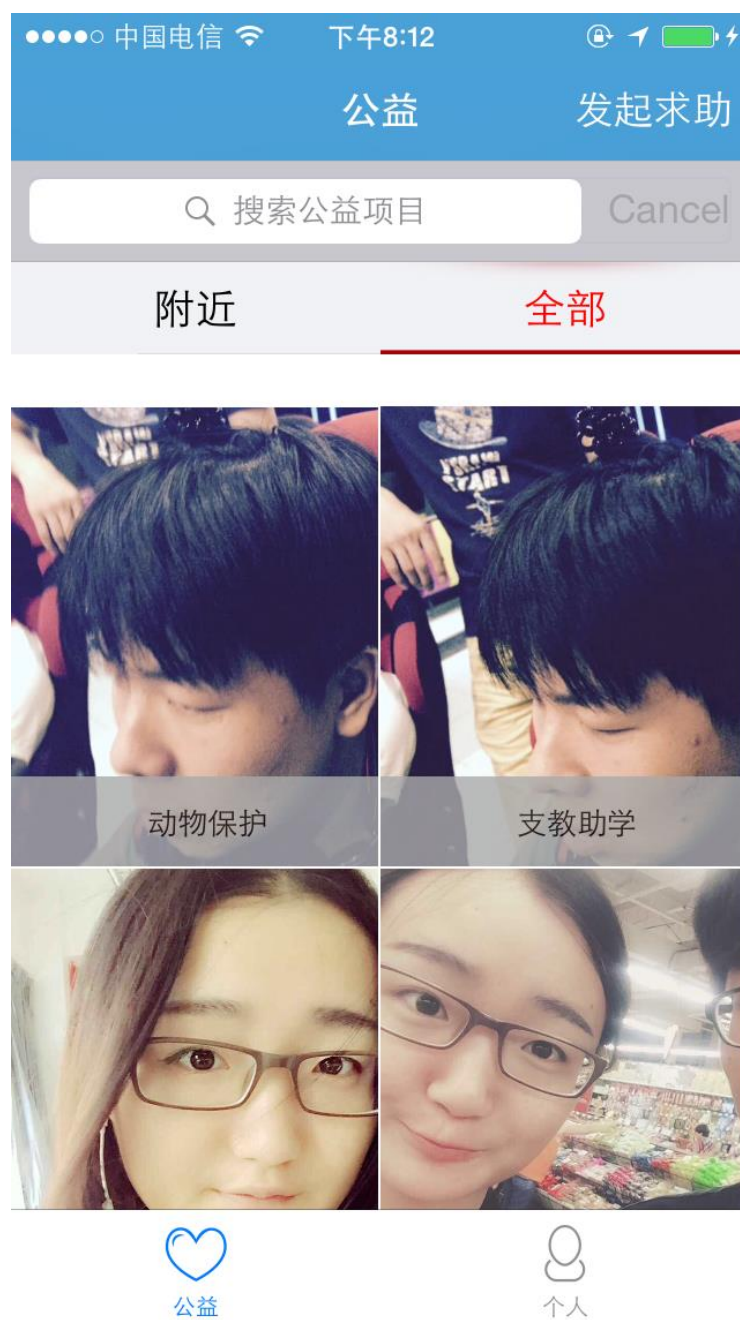 中国电信 下午8:12
公益 发起求助
搜索公益项目 Cancel
附近 全部
动物保护 支教助学
公益 个人